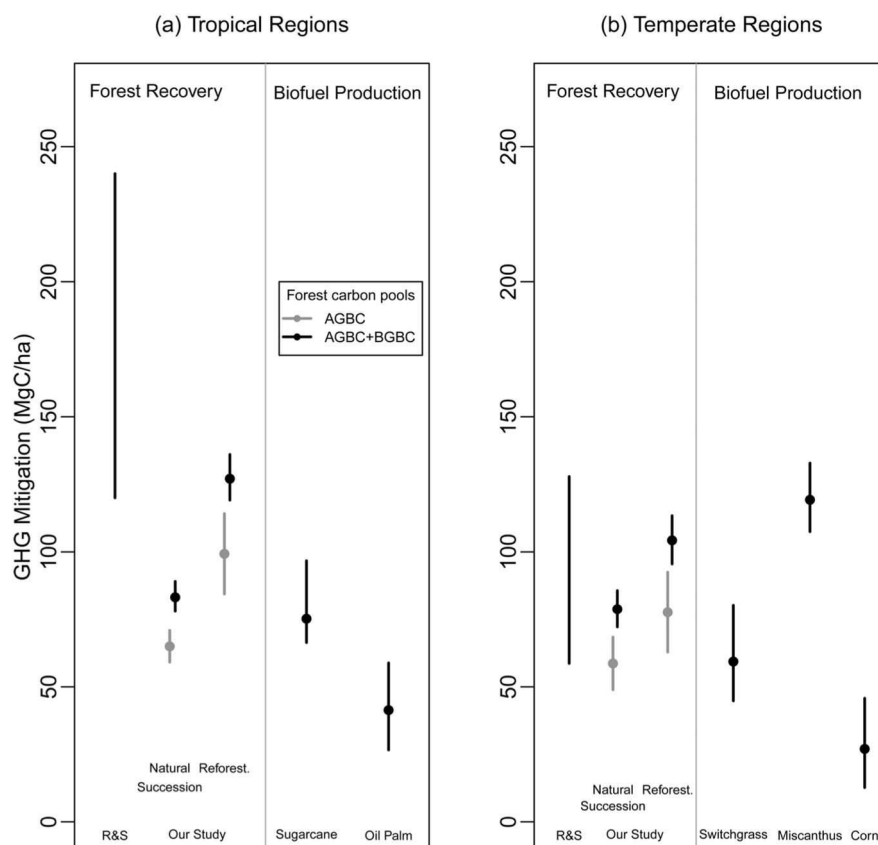 (a) Tropical Regions
Forest Recovery
Biofuel Production
GHG Mitigation (MgC/ha)
250
200
150
100
50
0
Forest carbon pools
AGBC
AGBC+BGBC
Natural Succession
Reforest.
R&S
Our Study
Sugarcane
Oil Palm
(b) Temperate Regions
Forest Recovery
Biofuel Production
250
200
150
100
50
0
Natural Succession
Reforest.
R&S
Our Study
Switchgrass
Miscanthus
Corn